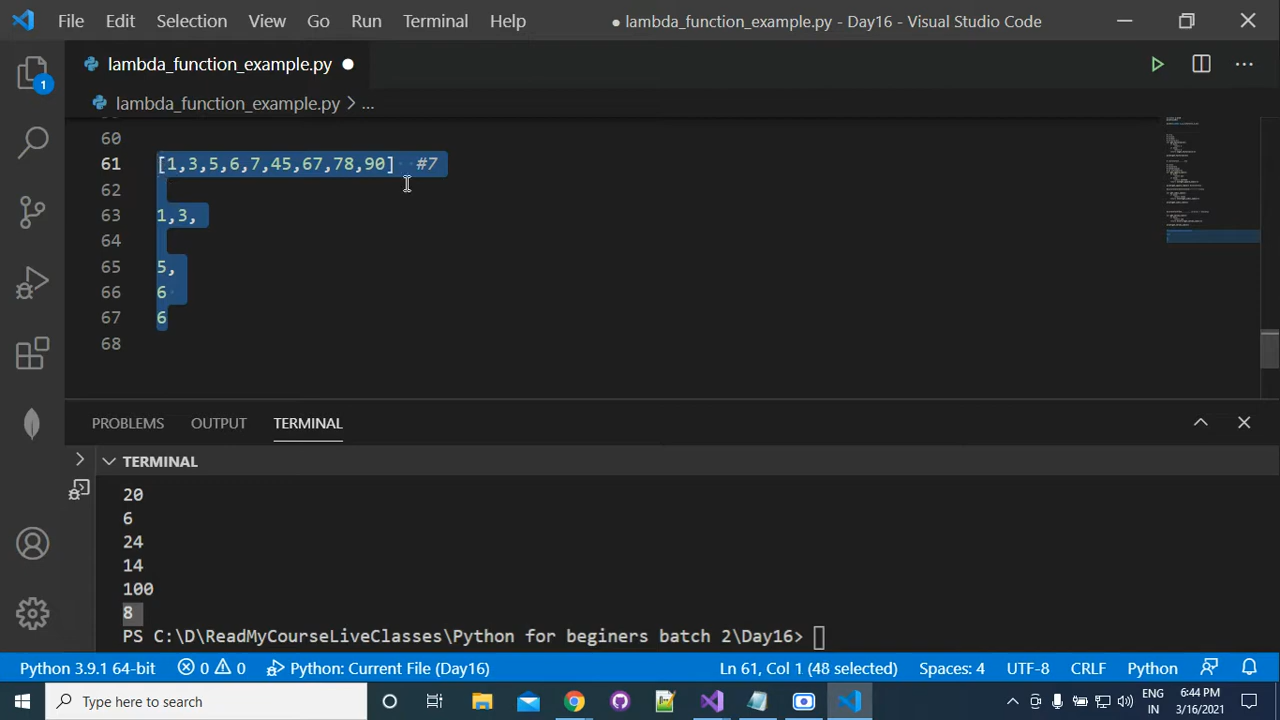 File Edit Selection View Go Run Terminal Help ● lambda_function_example.py - Day16 - Visual Studio Code
lambda_function_example.py ●
lambda_function_example.py > ...
1
60
61 [1,3,5,6,7,45,67,78,90] #7
62
63 1,3,
64
65 5,
66 6
67 6
68
PROBLEMS OUTPUT TERMINAL
TERMINAL
20
6
24
14
100
8
PS C:\D\ReadMyCourseLiveClasses\Python for beginers batch 2\Day16>
Python 3.9.1 64-bit 0 0 Python: Current File (Day16) Ln 61, Col 1 (48 selected) Spaces: 4 UTF-8 CRLF Python
Type here to search
ENG
IN
6:44 PM
3/16/2021